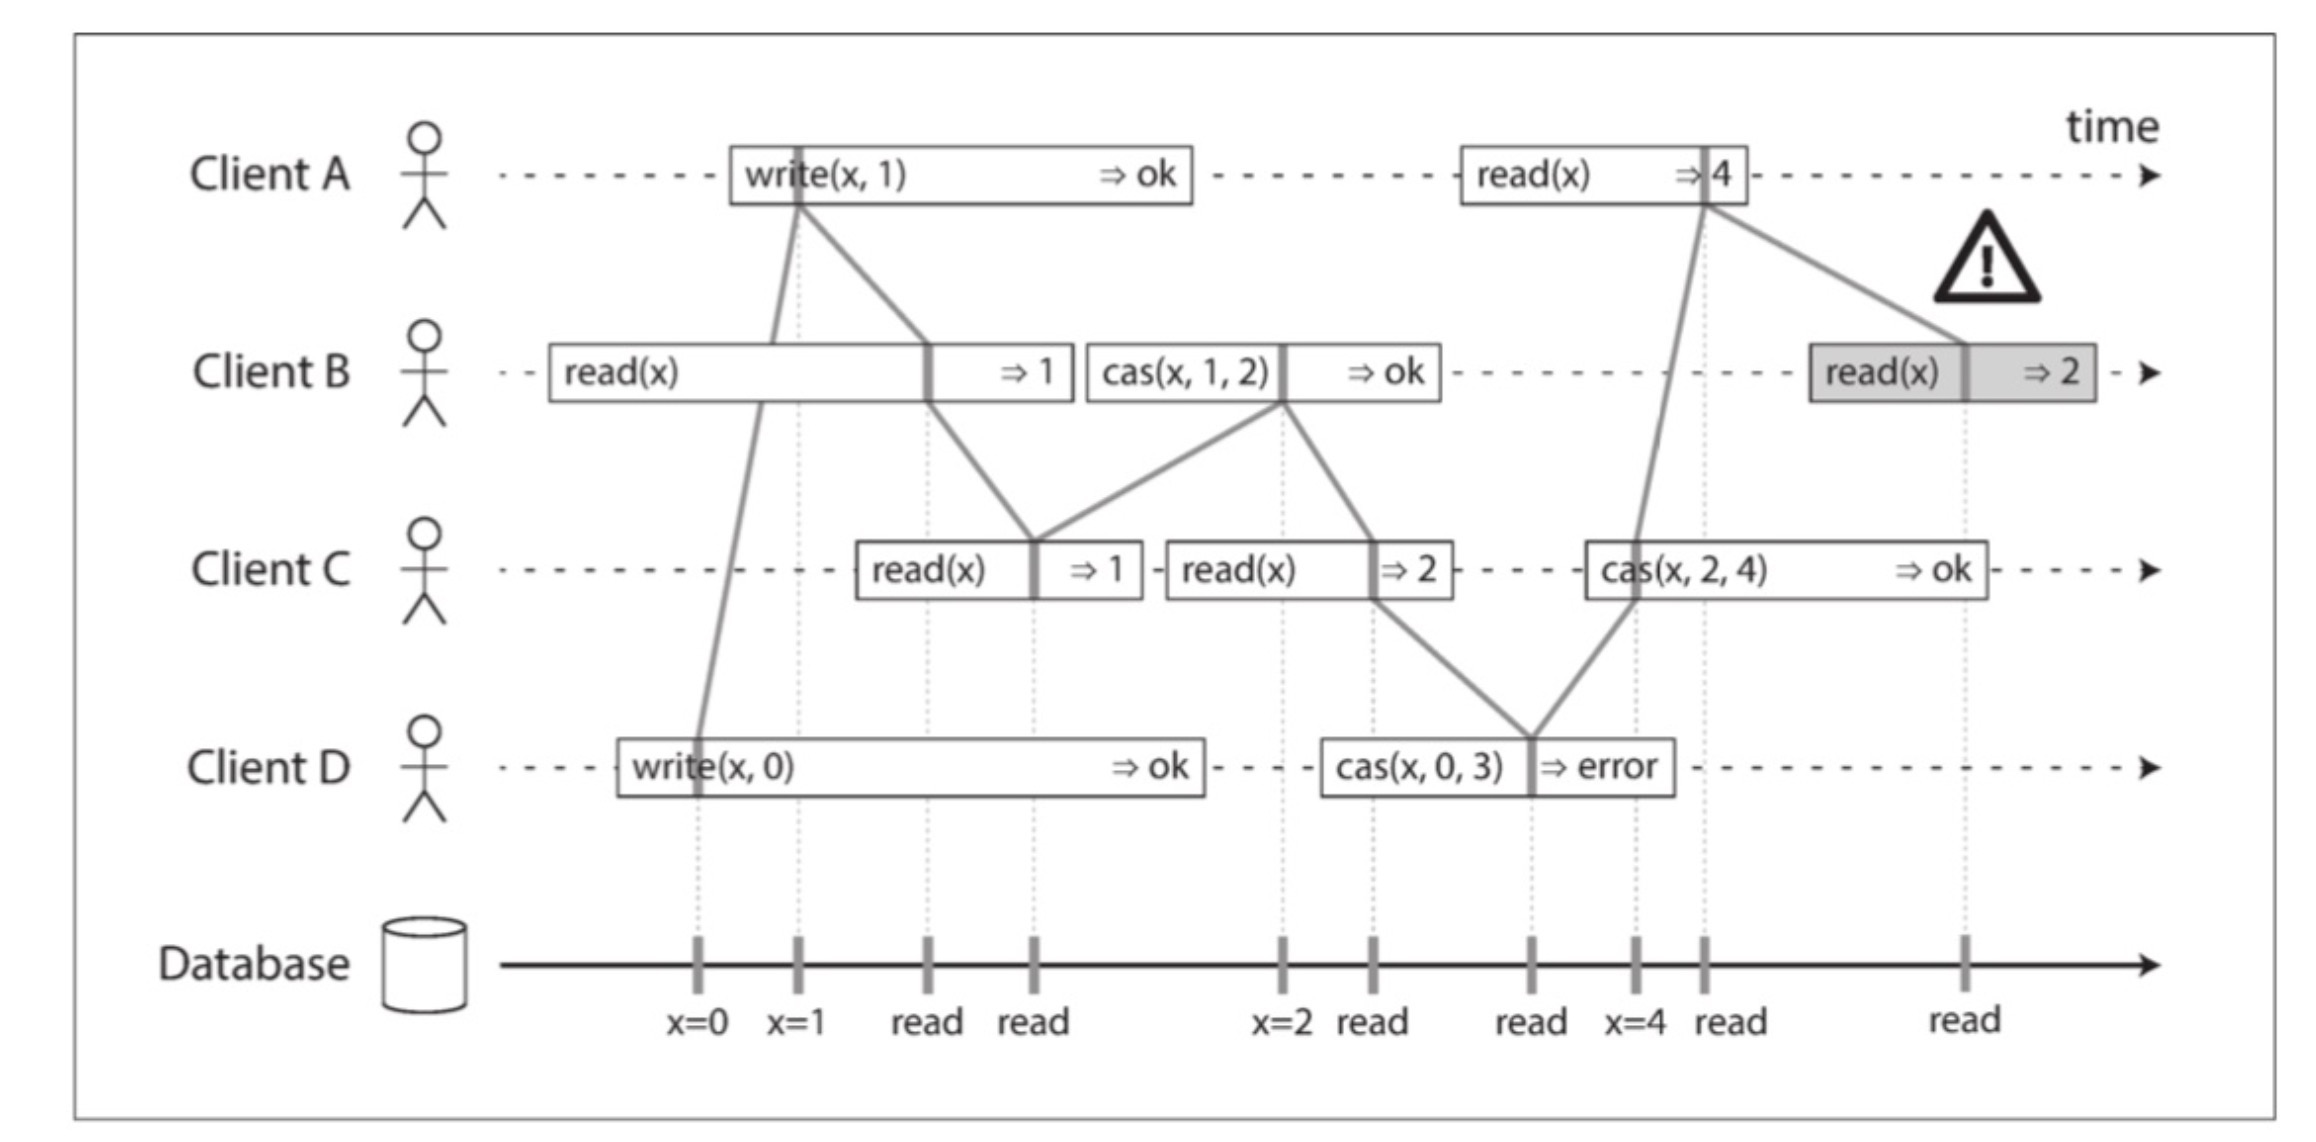 time
Client A write(x, 1) ⇒ ok read(x) ⇒ 4
!
Client B read(x) ⇒ 1 cas(x, 1, 2) ⇒ ok read(x) ⇒ 2
Client C read(x) ⇒ 1 read(x) ⇒ 2 cas(x, 2, 4) ⇒ ok
Client D write(x, 0) ⇒ ok cas(x, 0, 3) ⇒ error
Database
x=0 x=1 read read x=2 read read x=4 read read